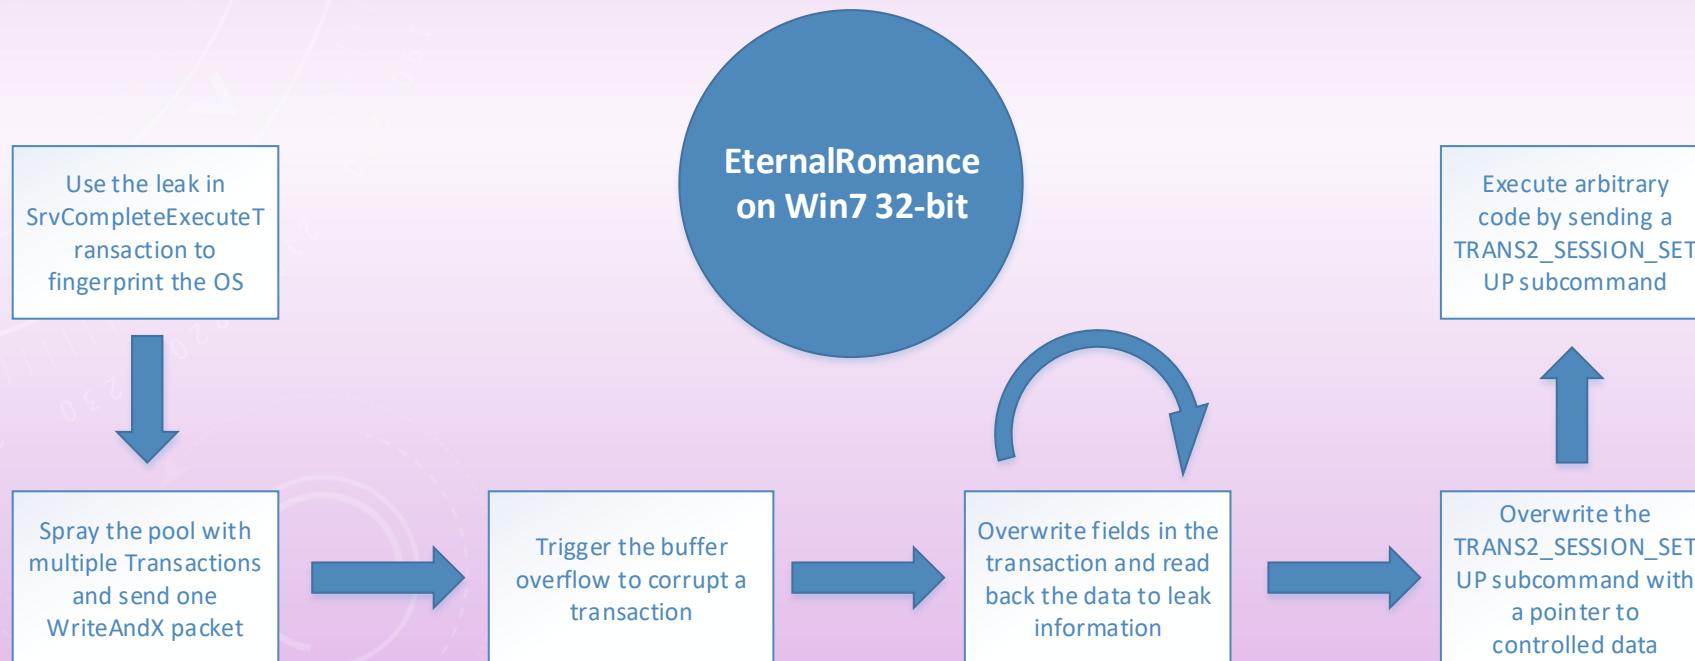 EternalRomance
on Win7 32-bit
Use the leak in
SrvCompleteExecuteT
ransaction to
fingerprint the OS
Spray the pool with
multiple Transactions
and send one
WriteAndX packet
Trigger the buffer
overflow to corrupt a
transaction
Overwrite fields in the
transaction and read
back the data to leak
information
Overwrite the
TRANS2_SESSION_SET
UP subcommand with
a pointer to
controlled data
Execute arbitrary
code by sending a
TRANS2_SESSION_SET
UP subcommand